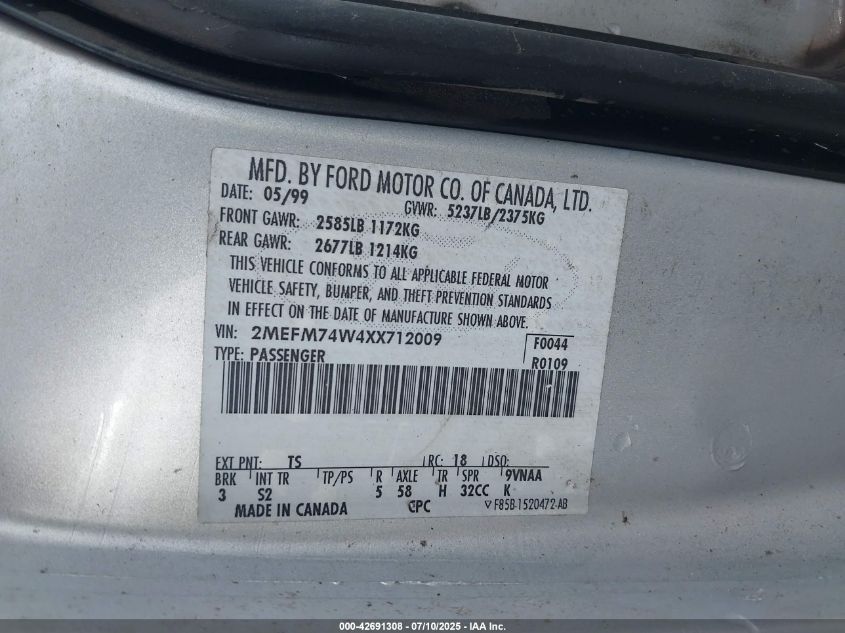 MFD. BY FORD MOTOR CO. OF CANADA, LTD.
DATE: 05/99 GVWR: 5237LB/2375KG
FRONT GAWR: 2585LB 1172KG
REAR GAWR: 2677LB 1214KG
THIS VEHICLE CONFORMS TO ALL APPLICABLE FEDERAL MOTOR
VEHICLE SAFETY, BUMPER, AND THEFT PREVENTION STANDARDS
IN EFFECT ON THE DATE OF MANUFACTURE SHOWN ABOVE.
VIN: 2MEFM74W4XX712009 F0044
TYPE: PASSENGER R0109
EXT PNT: TS RC: 18 DSO:
BRK INT TR TP/PS R AXLE TR SPR 9VNAA
3 S2 5 58 H 32CC K
MADE IN CANADA CPC F85B-1520472-AB
000-42691308 - 07/10/2025 - IAA Inc.